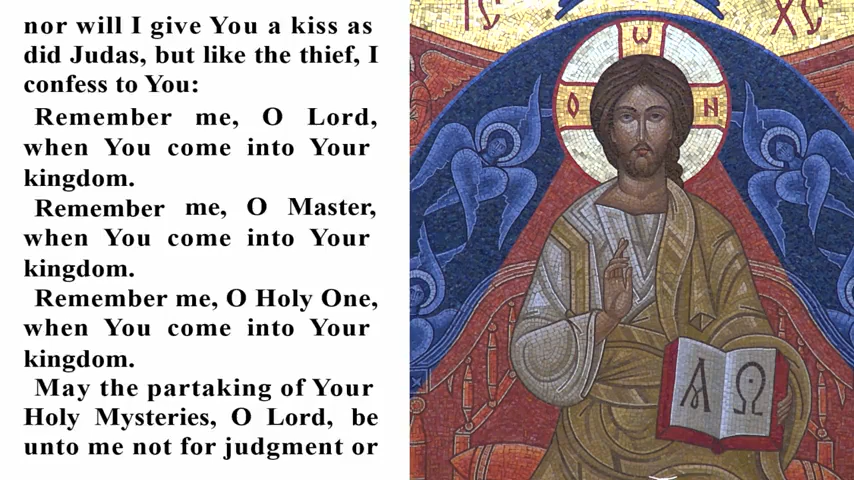 nor will I give You a kiss as
did Judas, but like the thief, I
confess to You:
Remember me, O Lord,
when You come into Your
kingdom.
Remember me, O Master,
when You come into Your
kingdom.
Remember me, O Holy One,
when You come into Your
kingdom.
May the partaking of Your
Holy Mysteries, O Lord, be
unto me not for judgment or
IC XC
O W N
Α Ω